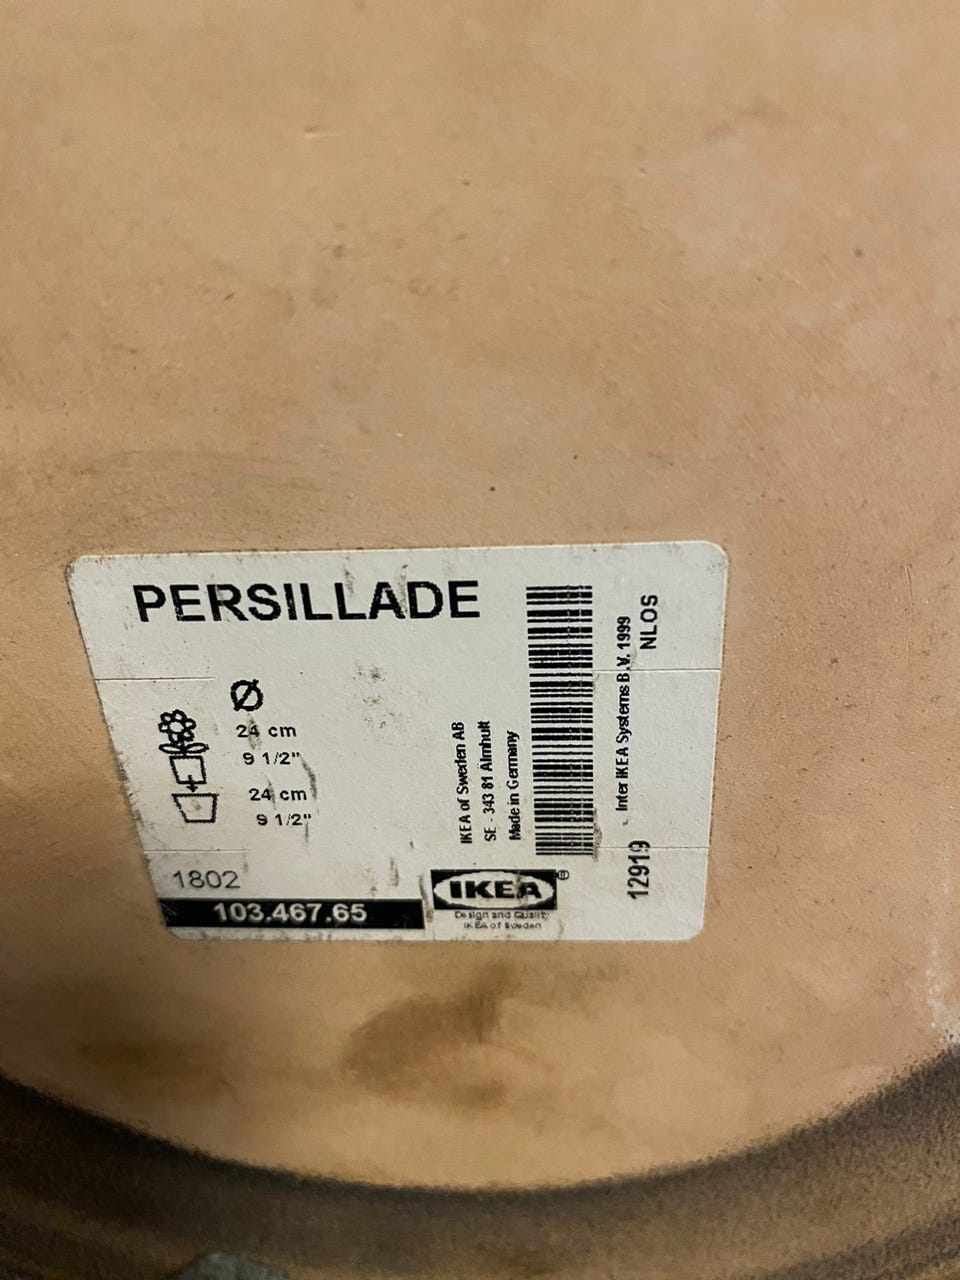 PERSILLADE
Ø
24 cm
9 1/2"
24 cm
9 1/2"
1802
103.467.65
IKEA of Sweden AB
SE - 343 81 Älmhult
Made in Germany
IKEA®
Design and Quality
IKEA of Sweden
Inter IKEA Systems B.V. 1999
NLOS
12919